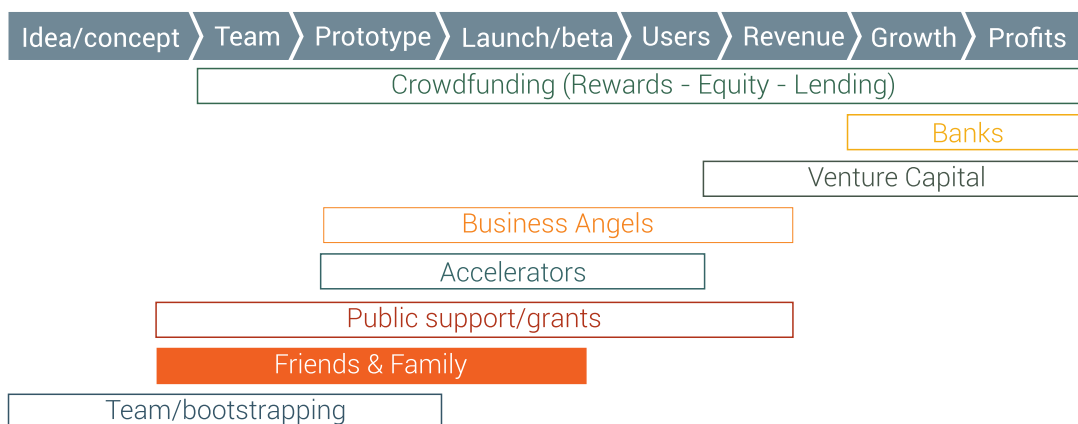 Idea/concept Team Prototype Launch/beta Users Revenue Growth Profits
Crowdfunding (Rewards - Equity - Lending)
Banks
Venture Capital
Business Angels
Accelerators
Public support/grants
Friends & Family
Team/bootstrapping